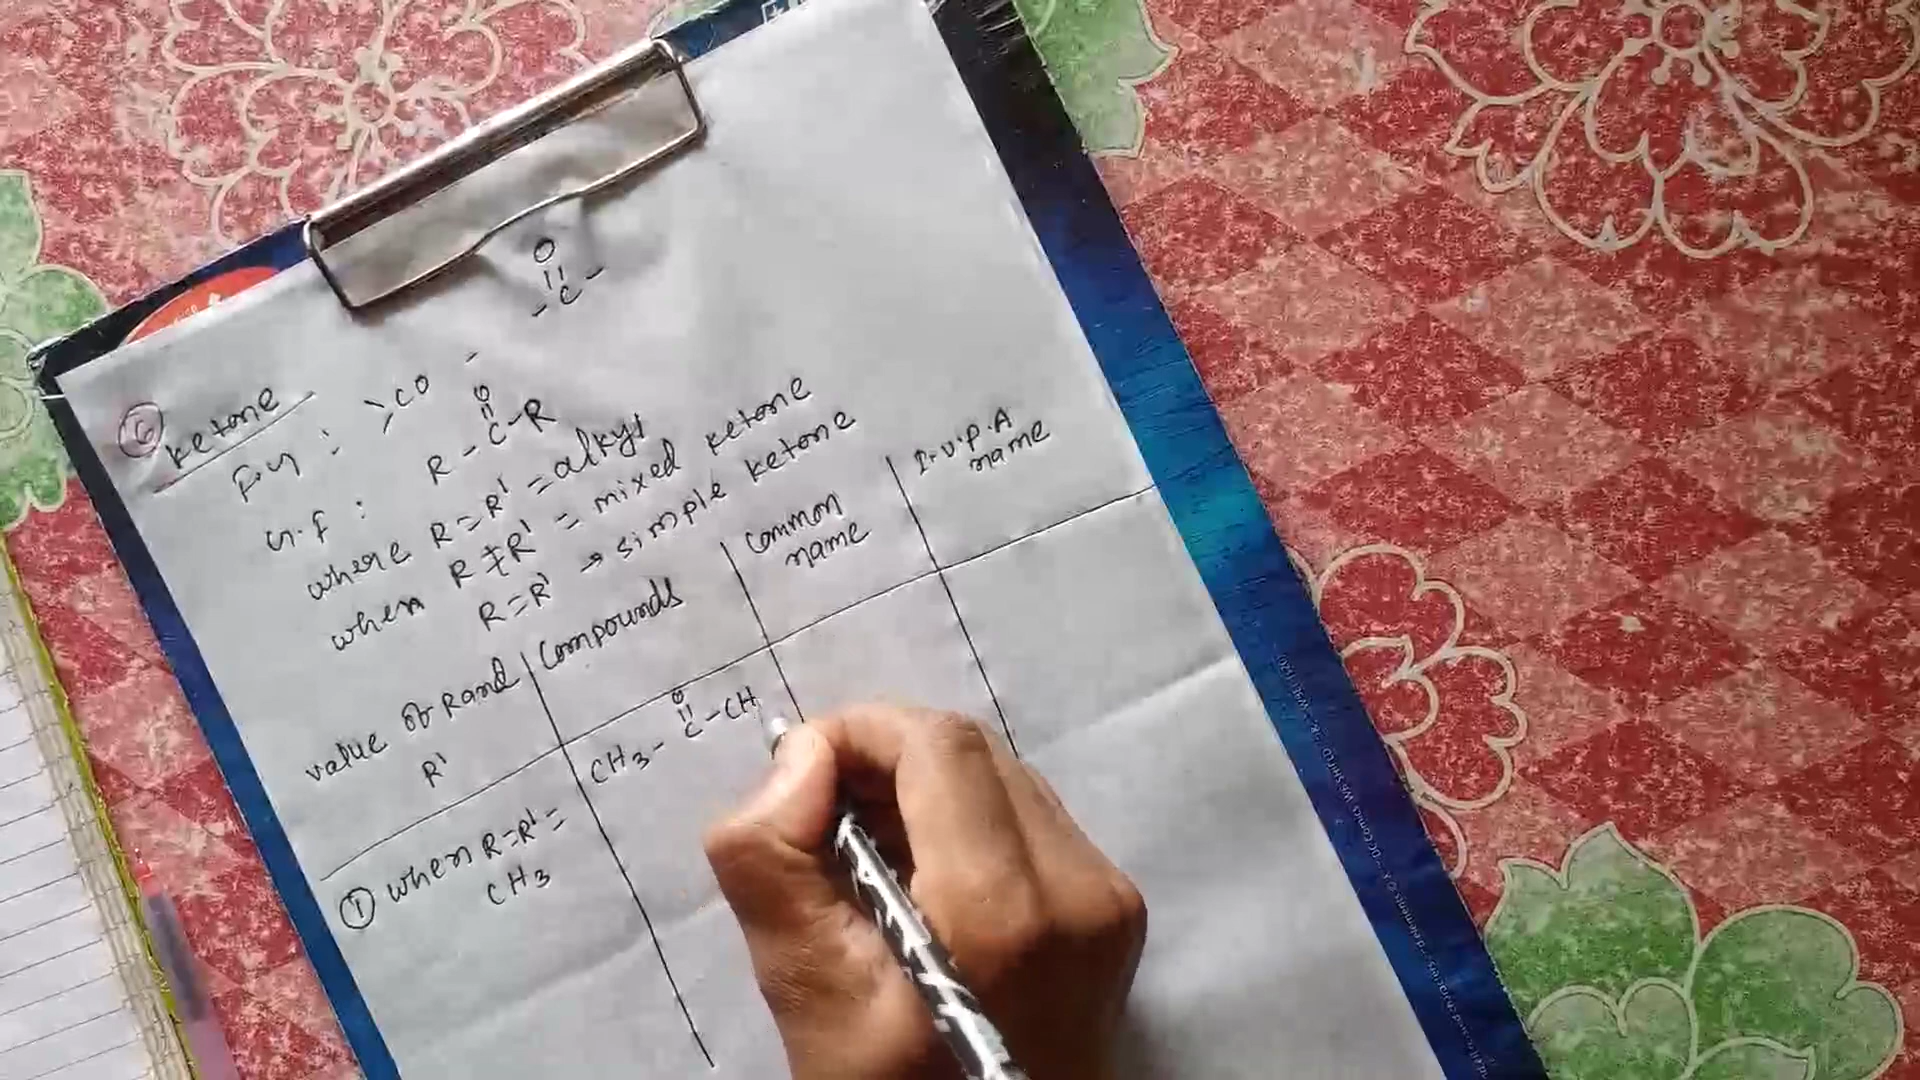 O
||
- C -
⑥ ketone
F.G : >CO
O
||
G.F : R - C - R
where R = R' = alkyl
when R ≠ R' = mixed ketone
R = R' → simple ketone
value of R and R'
Compounds
Common name
I.U.P.A name
① when R = R' = CH3
O
||
CH3 - C - CH